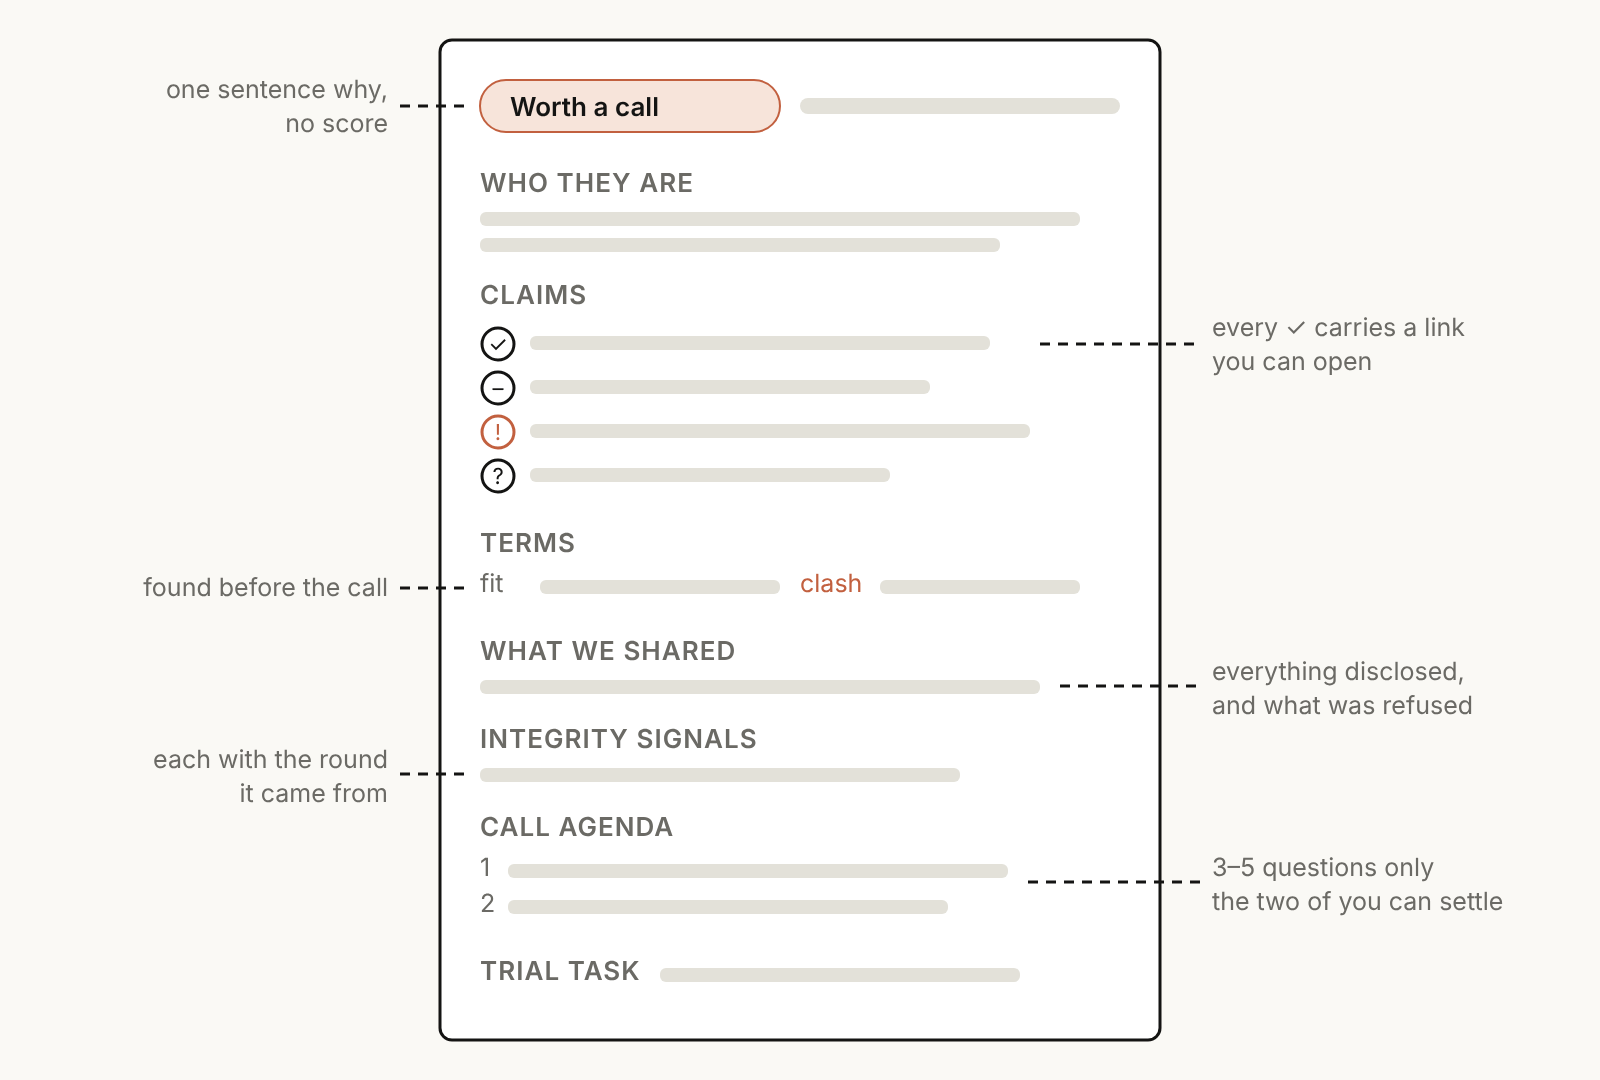 one sentence why,
no score
Worth a call
WHO THEY ARE
CLAIMS
✓
–
!
?
every ✓ carries a link
you can open
TERMS
found before the call
fit
clash
WHAT WE SHARED
everything disclosed,
and what was refused
INTEGRITY SIGNALS
each with the round
it came from
CALL AGENDA
1
2
3–5 questions only
the two of you can settle
TRIAL TASK